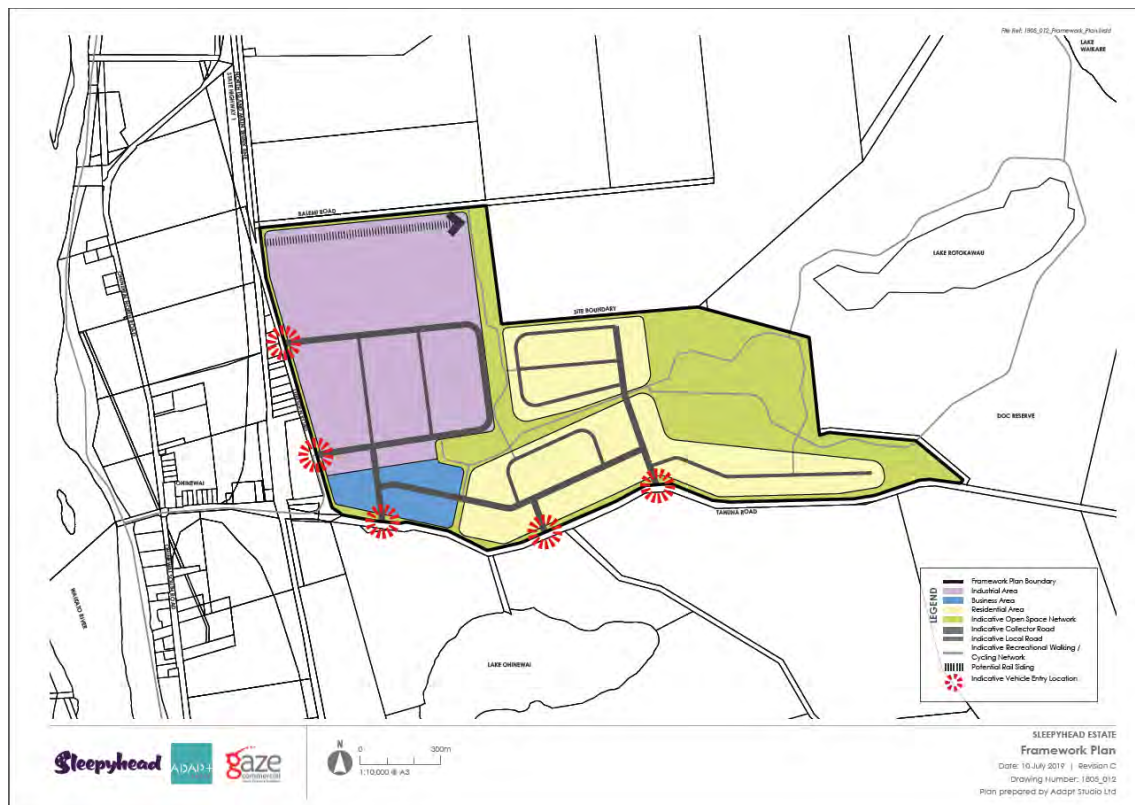 File Ref: 1805_012_Framework_Plan.lndd
LAKE
WAIKARE
STATE HIGHWAY 1
BALEMI ROAD
LAKE ROTOKAWAU
SITE BOUNDARY
DOC RESERVE
OHINEWAI
TAHUNA ROAD
WAIKATO RIVER
LAKE OHINEWAI
LEGEND
Framework Plan Boundary
Industrial Area
Business Area
Residential Area
Indicative Open Space Network
Indicative Collector Road
Indicative Local Road
Indicative Recreational Walking /
Cycling Network
Potential Rail Siding
Indicative Vehicle Entry Location
Sleepyhead
ADAPT
gaze
commercial
N
0 300m
1:10,000 @ A3
SLEEPYHEAD ESTATE
Framework Plan
Date: 10 July 2019 | Revision C
Drawing Number: 1805_012
Plan prepared by Adapt Studio Ltd